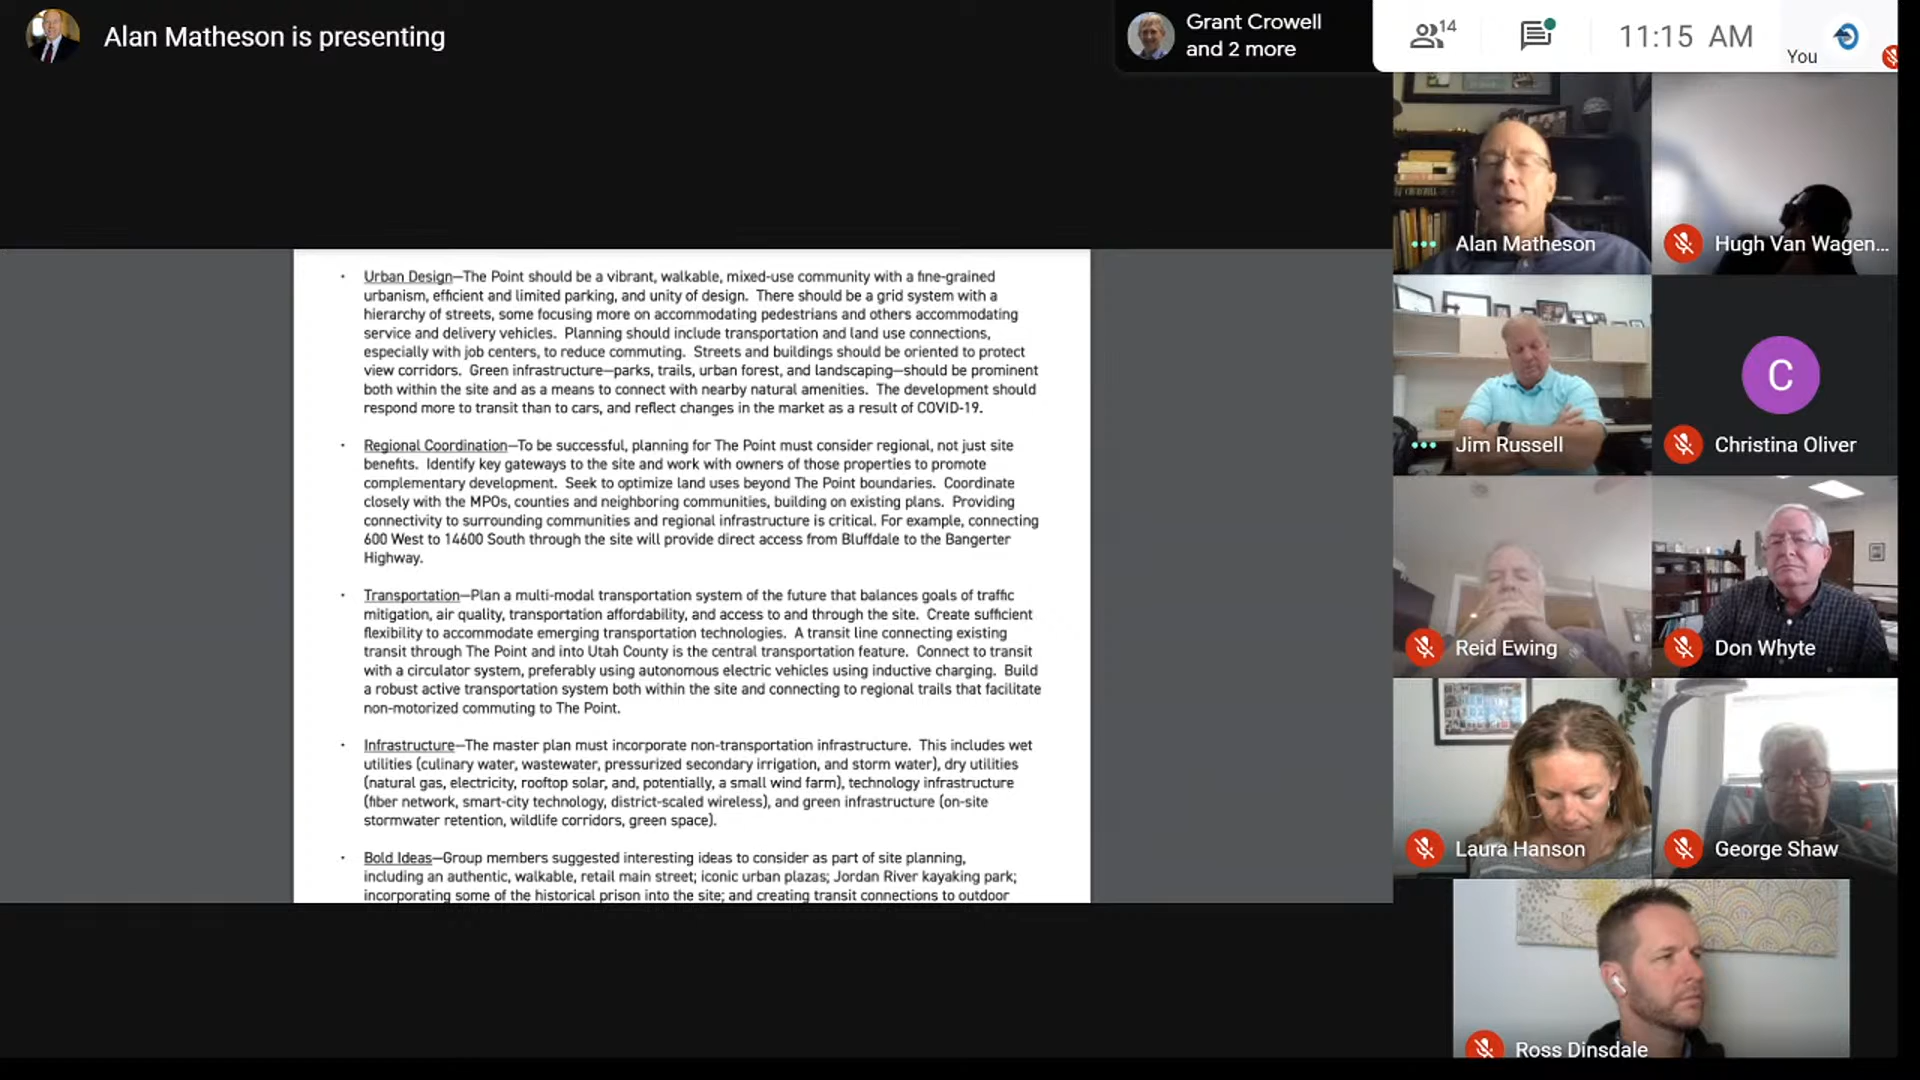 Alan Matheson is presenting
Grant Crowell
and 2 more
14
11:15 AM
You
• Urban Design—The Point should be a vibrant, walkable, mixed-use community with a fine-grained
urbanism, efficient and limited parking, and unity of design. There should be a grid system with a
hierarchy of streets, some focusing more on accommodating pedestrians and others accommodating
service and delivery vehicles. Planning should include transportation and land use connections,
especially with job centers, to reduce commuting. Streets and buildings should be oriented to protect
view corridors. Green infrastructure—parks, trails, urban forest, and landscaping—should be prominent
both within the site and as a means to connect with nearby natural amenities. The development should
respond more to transit than to cars, and reflect changes in the market as a result of COVID-19.
• Regional Coordination—To be successful, planning for The Point must consider regional, not just site
benefits. Identify key gateways to the site and work with owners of those properties to promote
complementary development. Seek to optimize land uses beyond The Point boundaries. Coordinate
closely with the MPOs, counties and neighboring communities, building on existing plans. Providing
connectivity to surrounding communities and regional infrastructure is critical. For example, connecting
600 West to 14600 South through the site will provide direct access from Bluffdale to the Bangerter
Highway.
• Transportation—Plan a multi-modal transportation system of the future that balances goals of traffic
mitigation, air quality, transportation affordability, and access to and through the site. Create sufficient
flexibility to accommodate emerging transportation technologies. A transit line connecting existing
transit through The Point and into Utah County is the central transportation feature. Connect to transit
with a circulator system, preferably using autonomous electric vehicles using inductive charging. Build
a robust active transportation system both within the site and connecting to regional trails that facilitate
non-motorized commuting to The Point.
• Infrastructure—The master plan must incorporate non-transportation infrastructure. This includes wet
utilities (culinary water, wastewater, pressurized secondary irrigation, and storm water), dry utilities
(natural gas, electricity, rooftop solar, and, potentially, a small wind farm), technology infrastructure
(fiber network, smart-city technology, district-scaled wireless), and green infrastructure (on-site
stormwater retention, wildlife corridors, green space).
• Bold Ideas—Group members suggested interesting ideas to consider as part of site planning,
including an authentic, walkable, retail main street; iconic urban plazas; Jordan River kayaking park;
incorporating some of the historical prison into the site; and creating transit connections to outdoor
Alan Matheson
Hugh Van Wagen...
Jim Russell
C
Christina Oliver
Reid Ewing
Don Whyte
Laura Hanson
George Shaw
Ross Dinsdale